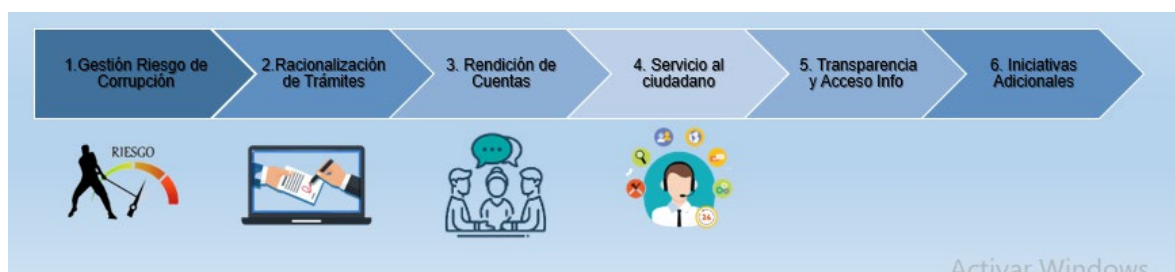 1.Gestión Riesgo de
Corrupción
2.Racionalización
de Trámites
3. Rendición de
Cuentas
4. Servicio al
ciudadano
5. Transparencia
y Acceso Info
6. Iniciativas
Adicionales
RIESGO
24
Activar Windows